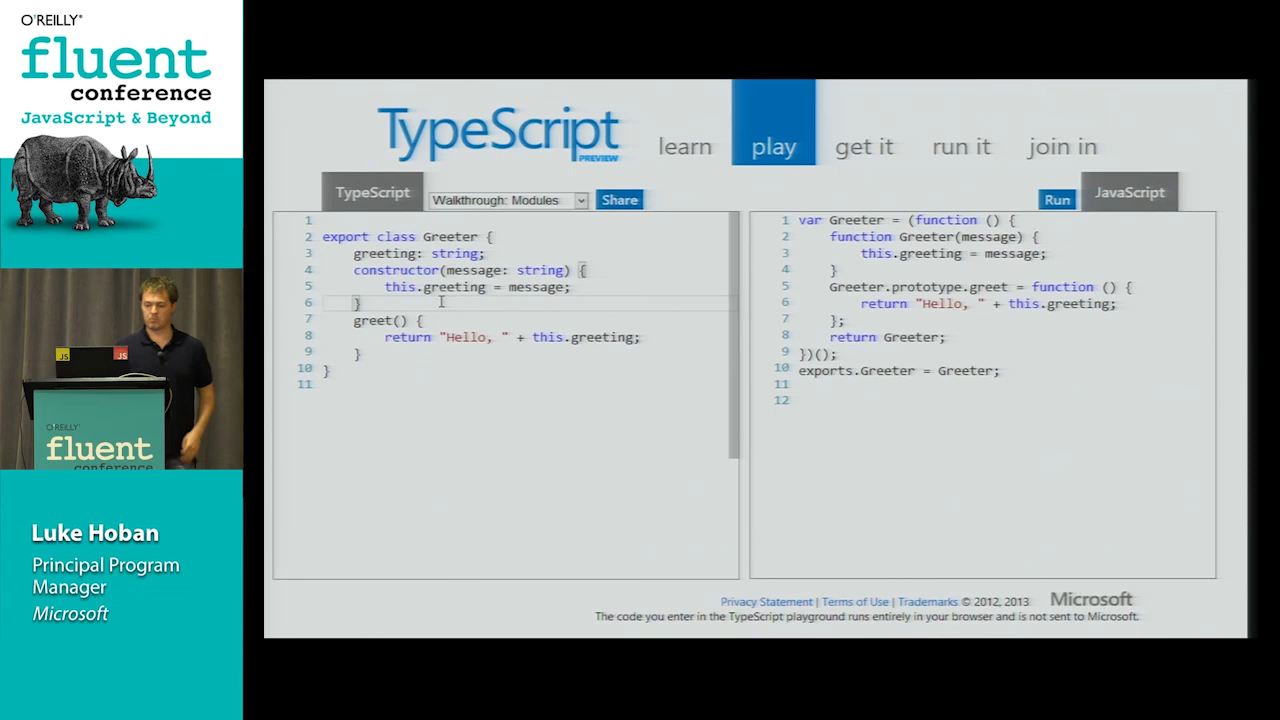 O'REILLY®
fluent
conference
JavaScript & Beyond
JS
JS
O'REILLY®
fluent
conference
Luke Hoban
Principal Program
Manager
Microsoft
TypeScript
PREVIEW
learn
play
get it
run it
join in
TypeScript
Walkthrough: Modules
Share
Run
JavaScript
1
2 export class Greeter {
3 greeting: string;
4 constructor(message: string) {
5 this.greeting = message;
6 }
7 greet() {
8 return "Hello, " + this.greeting;
9 }
10 }
11
1 var Greeter = (function () {
2 function Greeter(message) {
3 this.greeting = message;
4 }
5 Greeter.prototype.greet = function () {
6 return "Hello, " + this.greeting;
7 };
8 return Greeter;
9 })();
10 exports.Greeter = Greeter;
11
12
Privacy Statement | Terms of Use | Trademarks © 2012, 2013 Microsoft
The code you enter in the TypeScript playground runs entirely in your browser and is not sent to Microsoft.